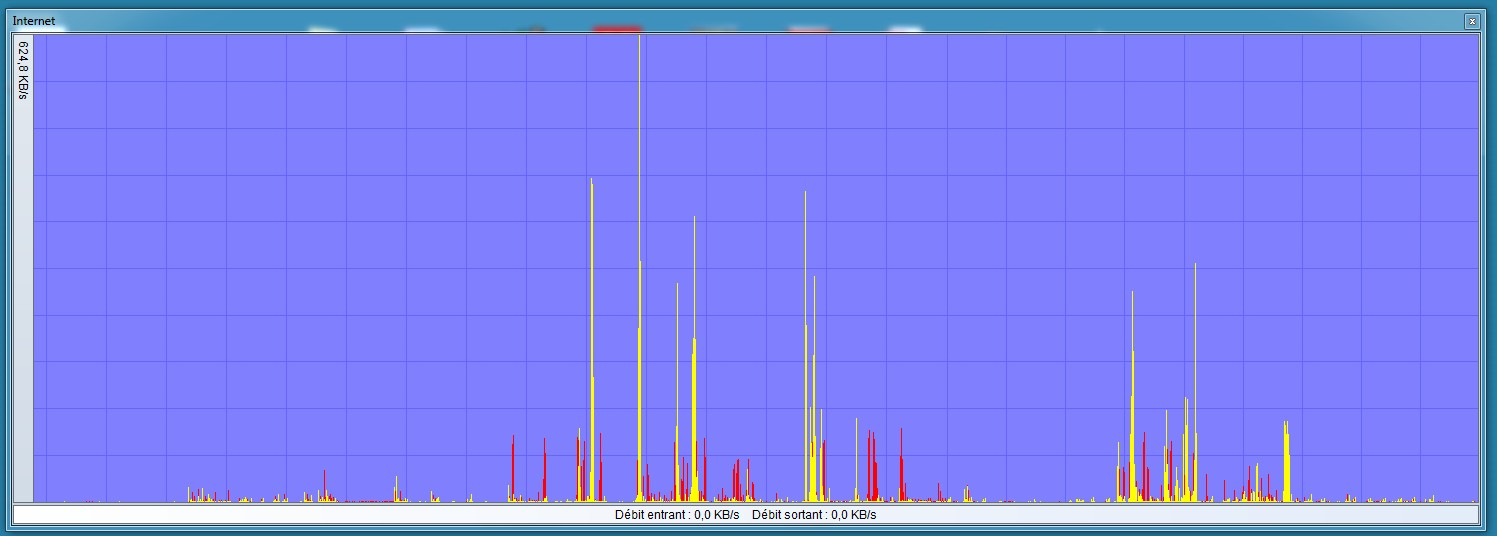 Internet
624,8 KB/s
Débit entrant : 0,0 KB/s Débit sortant : 0,0 KB/s